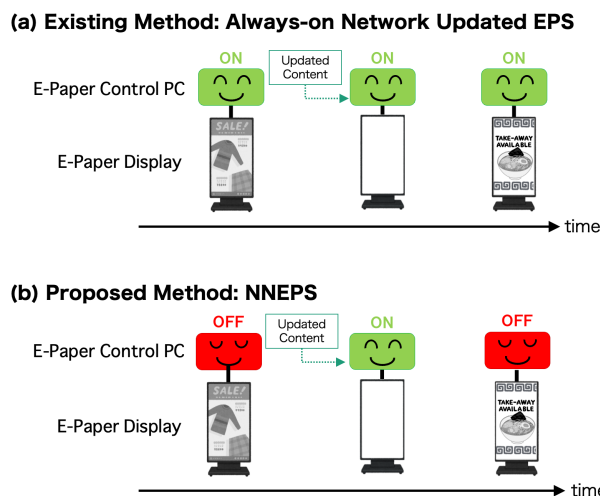 (a) Existing Method: Always-on Network Updated EPS
ON
ON
ON
Updated
Content
E-Paper Control PC
SALE!
TAKE-AWAY
AVAILABLE
E-Paper Display
time
(b) Proposed Method: NNEPS
OFF
ON
OFF
Updated
Content
E-Paper Control PC
SALE!
TAKE-AWAY
AVAILABLE
E-Paper Display
time